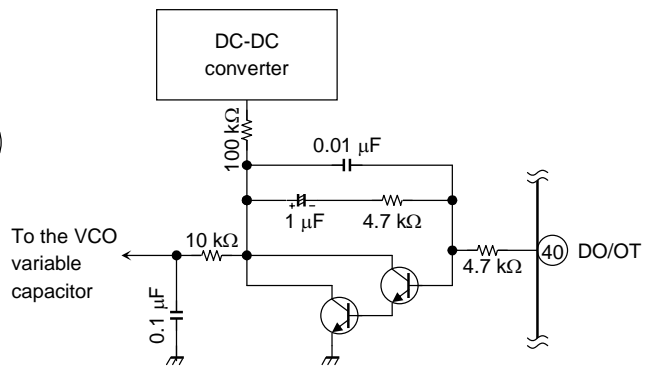 DC-DC
converter
100 kΩ
0.01 μF
+ −
1 μF
4.7 kΩ
To the VCO
variable
capacitor
10 kΩ
0.1 μF
4.7 kΩ
40
DO/OT